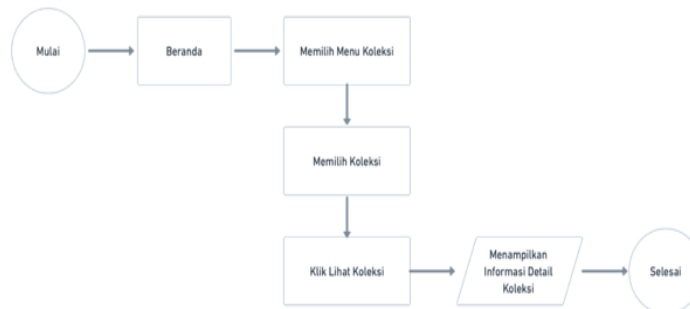 Mulai
Beranda
Memilih Menu Koleksi
Memilih Koleksi
Klik Lihat Koleksi
Menampilkan
Informasi Detail
Koleksi
Selesai